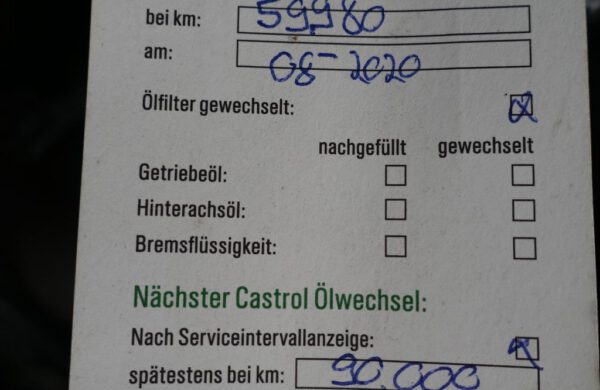 bei km: 59980
am: 08-2020
Ölfilter gewechselt:
nachgefüllt gewechselt
Getriebeöl:
Hinterachsöl:
Bremsflüssigkeit:
Nächster Castrol Ölwechsel:
Nach Serviceintervallanzeige:
spätestens bei km: 90.000